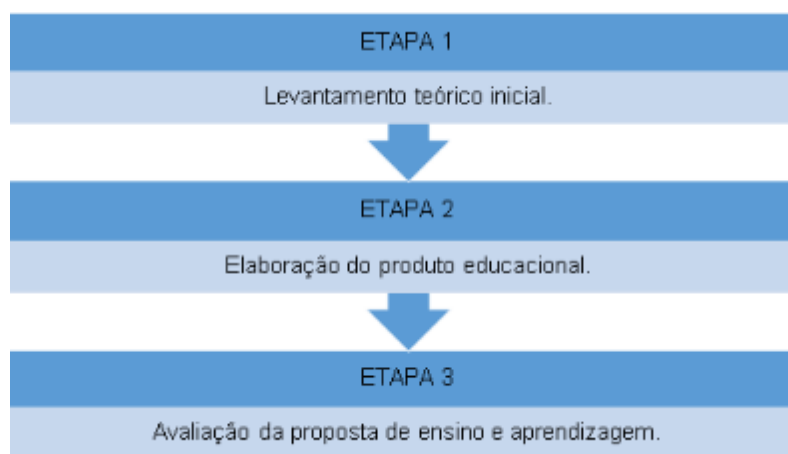 ETAPA 1
Levantamento teórico inicial.
ETAPA 2
Elaboração do produto educacional.
ETAPA 3
Avaliação da proposta de ensino e aprendizagem.